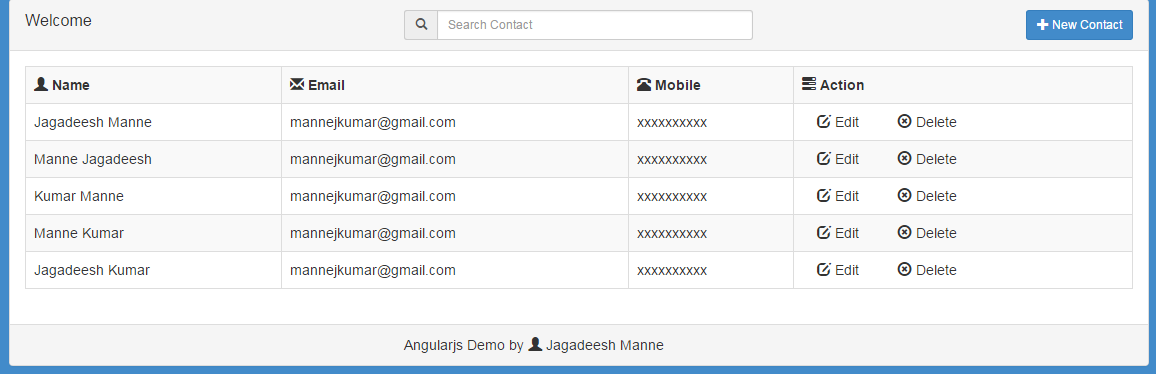 Welcome Search Contact New Contact
Name Email Mobile Action
Jagadeesh Manne mannejkumar@gmail.com xxxxxxxxxx Edit Delete
Manne Jagadeesh mannejkumar@gmail.com xxxxxxxxxx Edit Delete
Kumar Manne mannejkumar@gmail.com xxxxxxxxxx Edit Delete
Manne Kumar mannejkumar@gmail.com xxxxxxxxxx Edit Delete
Jagadeesh Kumar mannejkumar@gmail.com xxxxxxxxxx Edit Delete
Angularjs Demo by Jagadeesh Manne